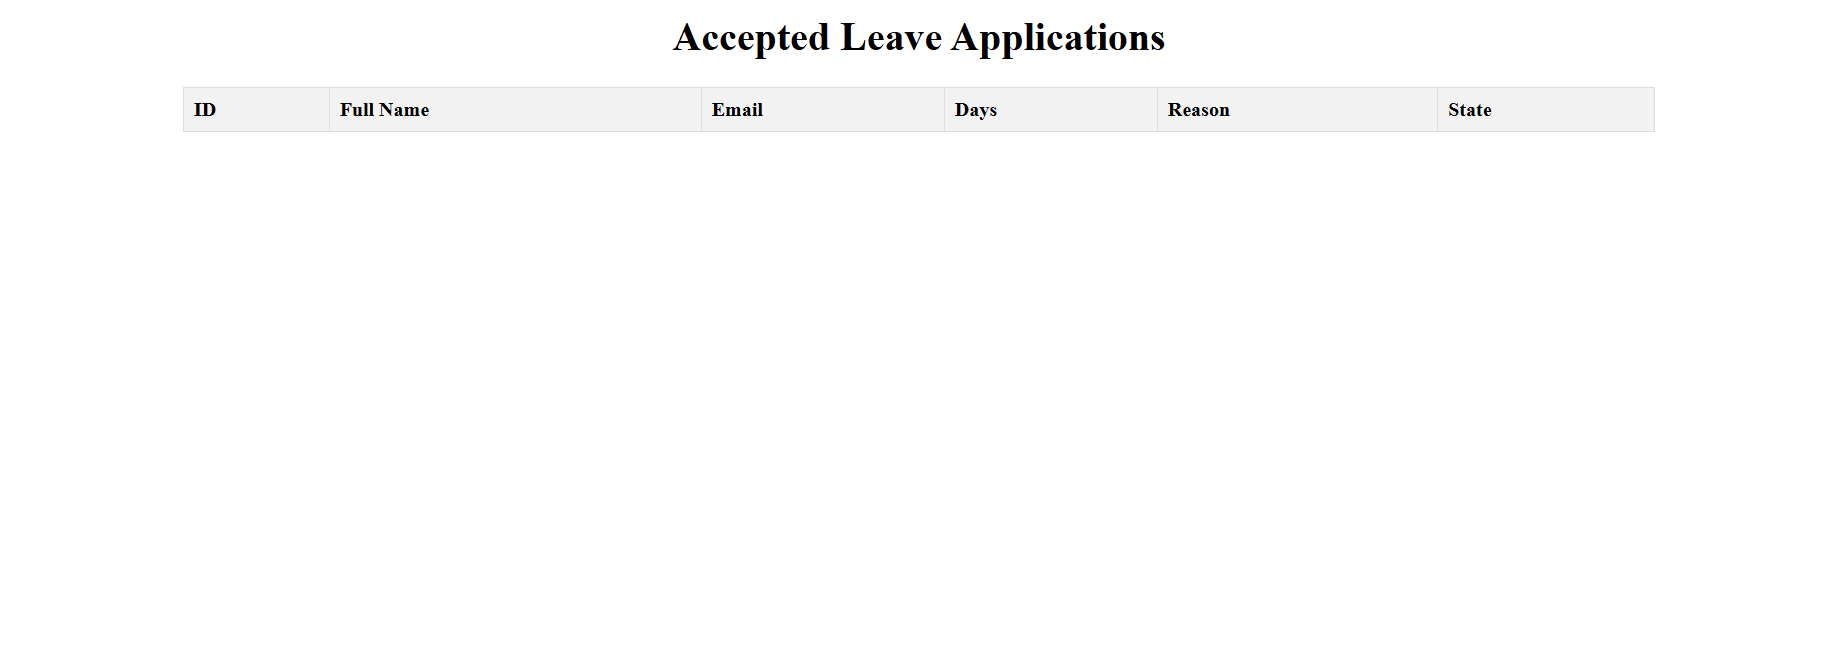 Accepted Leave Applications
ID Full Name Email Days Reason State